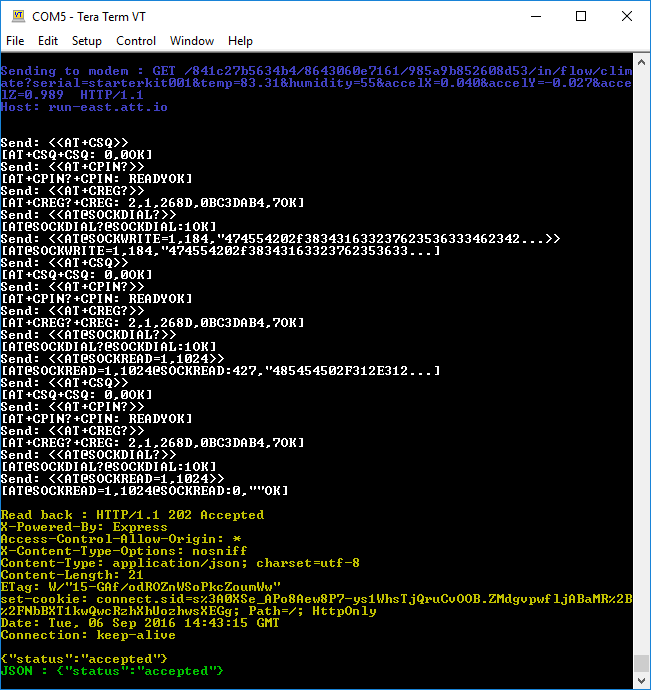 COM5 - Tera Term VT
File Edit Setup Control Window Help
Sending to modem : GET /841c27b5634b4/8643060e7161/985a9b852608d53/in/flow/clim
ate?serial=starterkit001&temp=83.31&humidity=55&accelX=0.040&accelY=-0.027&acce
lZ=0.989  HTTP/1.1
Host: run-east.att.io
Send: <<AT+CSQ>>
[AT+CSQ+CSQ: 0,0OK]
Send: <<AT+CPIN?>>
[AT+CPIN?+CPIN: READYOK]
Send: <<AT+CREG?>>
[AT+CREG?+CREG: 2,1,268D,0BC3DAB4,7OK]
Send: <<AT@SOCKDIAL?>>
[AT@SOCKDIAL?@SOCKDIAL:1OK]
Send: <<AT@SOCKWRITE=1,184,"474554202f383431633237623536333462342...>>
[AT@SOCKWRITE=1,184,"474554202f38343163323762353633...]
Send: <<AT+CSQ>>
[AT+CSQ+CSQ: 0,0OK]
Send: <<AT+CPIN?>>
[AT+CPIN?+CPIN: READYOK]
Send: <<AT+CREG?>>
[AT+CREG?+CREG: 2,1,268D,0BC3DAB4,7OK]
Send: <<AT@SOCKDIAL?>>
[AT@SOCKDIAL?@SOCKDIAL:1OK]
Send: <<AT@SOCKREAD=1,1024>>
[AT@SOCKREAD=1,1024@SOCKREAD:427,"485454502F312E312...]
Send: <<AT+CSQ>>
[AT+CSQ+CSQ: 0,0OK]
Send: <<AT+CPIN?>>
[AT+CPIN?+CPIN: READYOK]
Send: <<AT+CREG?>>
[AT+CREG?+CREG: 2,1,268D,0BC3DAB4,7OK]
Send: <<AT@SOCKDIAL?>>
[AT@SOCKDIAL?@SOCKDIAL:1OK]
Send: <<AT@SOCKREAD=1,1024>>
[AT@SOCKREAD=1,1024@SOCKREAD:0,""OK]
Read back : HTTP/1.1 202 Accepted
X-Powered-By: Express
Access-Control-Allow-Origin: *
X-Content-Type-Options: nosniff
Content-Type: application/json; charset=utf-8
Content-Length: 21
ETag: W/"15-GAf/odROZnWSoPkcZoumWw"
set-cookie: connect.sid=s%3A0XSe_APo8Aew8P7-ys1WhsTjQruCvOOB.ZMdgvpwfljABaMR%2B
%2FNbBXT1kwQwcRzhXhUozhwsXEGg; Path=/; HttpOnly
Date: Tue, 06 Sep 2016 14:43:15 GMT
Connection: keep-alive
{"status":"accepted"}
JSON : {"status":"accepted"}